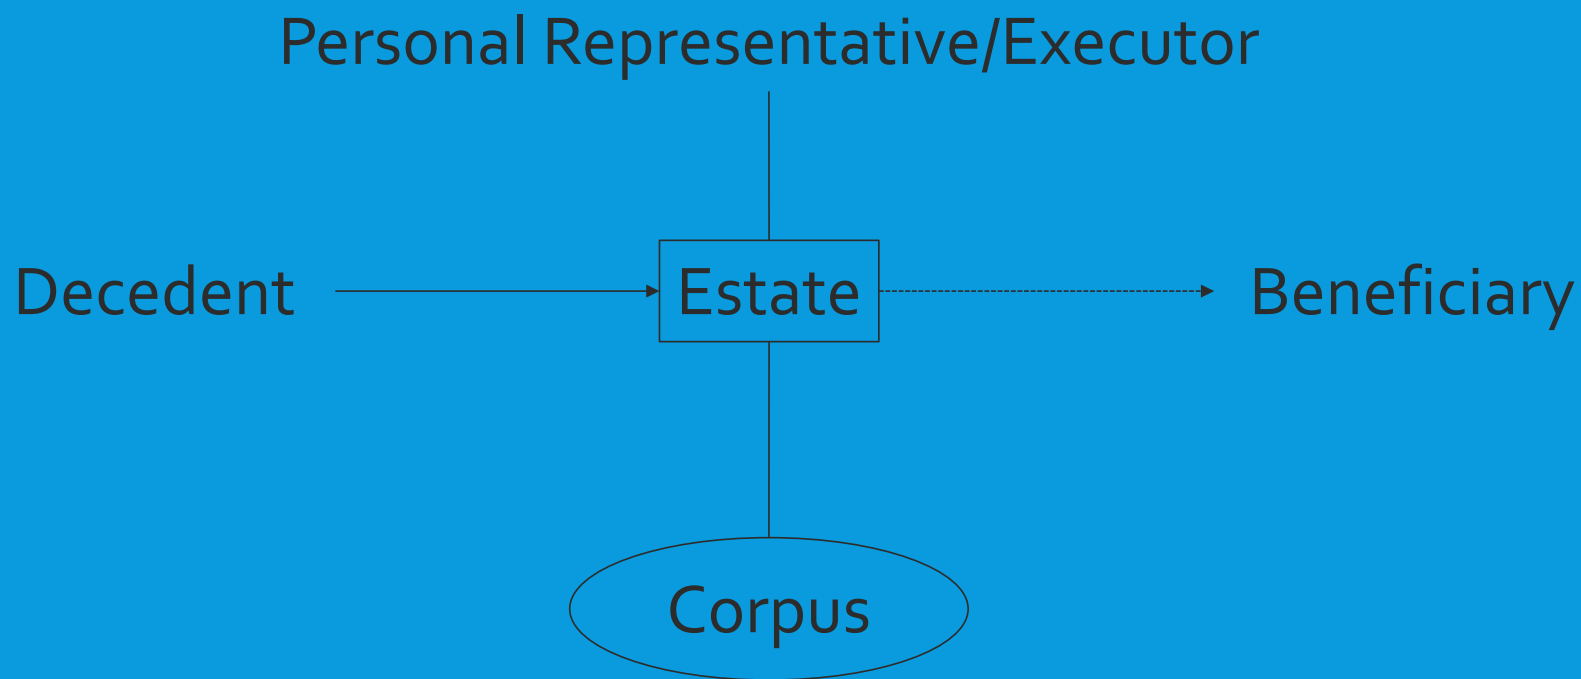 Personal Representative/Executor
Decedent
Estate
Beneficiary
Corpus